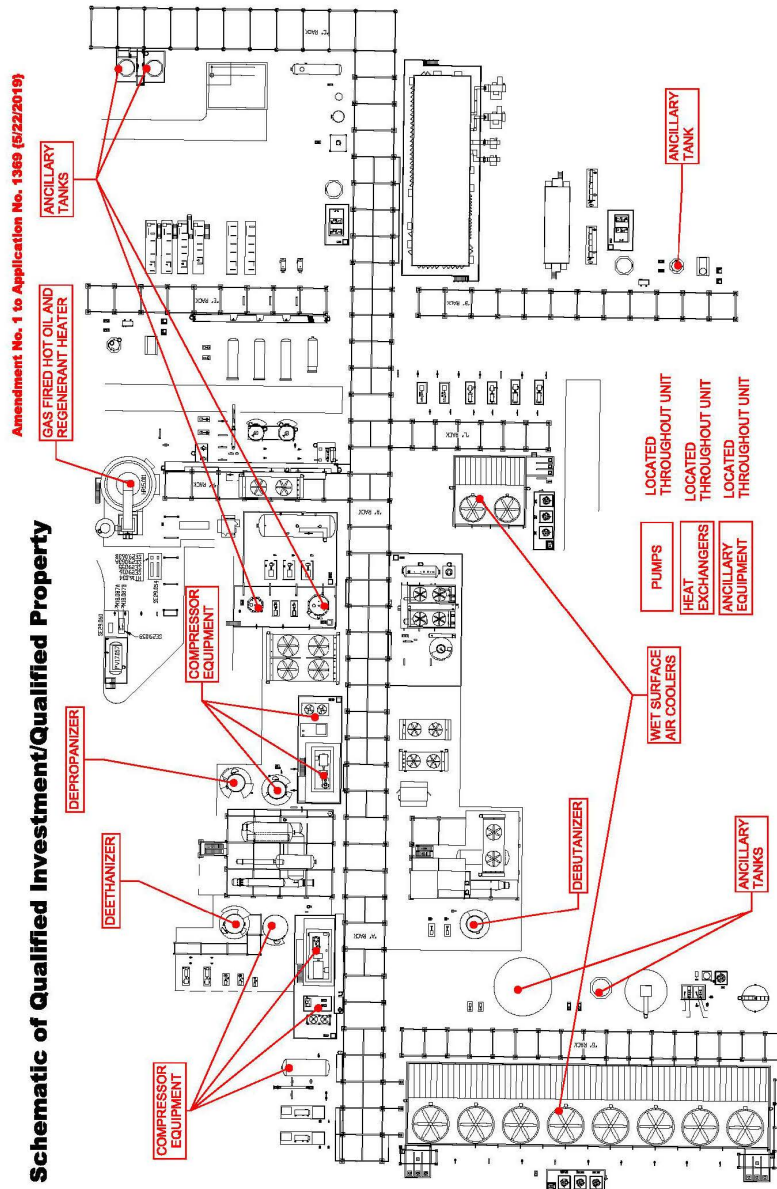 Amendment No. 1 to Application No. 1369 (5/22/2019)
Schematic of Qualified Investment/Qualified Property
ANCILLARY
TANKS
GAS FIRED HOT OIL AND
REGENERANT HEATER
COMPRESSOR
EQUIPMENT
DEPROPANIZER
DEETHANIZER
COMPRESSOR
EQUIPMENT
ANCILLARY
TANK
PUMPS
LOCATED
THROUGHOUT UNIT
HEAT
EXCHANGERS
LOCATED
THROUGHOUT UNIT
ANCILLARY
EQUIPMENT
LOCATED
THROUGHOUT UNIT
WET SURFACE
AIR COOLERS
DEBUTANIZER
ANCILLARY
TANKS